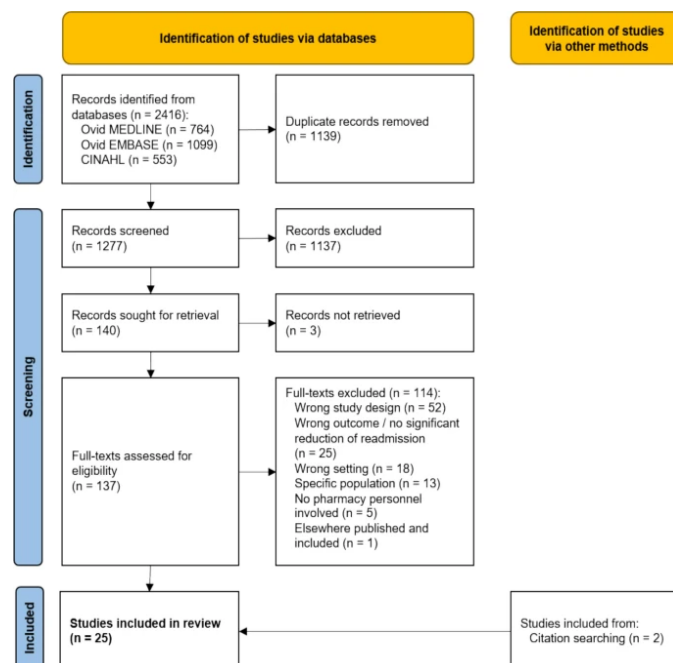 Identification of studies via databases
Identification of studies
via other methods
Identification
Records identified from
databases (n = 2416):
Ovid MEDLINE (n = 764)
Ovid EMBASE (n = 1099)
CINAHL (n = 553)
Duplicate records removed
(n = 1139)
Screening
Records screened
(n = 1277)
Records excluded
(n = 1137)
Records sought for retrieval
(n = 140)
Records not retrieved
(n = 3)
Full-texts assessed for
eligibility
(n = 137)
Full-texts excluded (n = 114):
Wrong study design (n = 52)
Wrong outcome / no significant
reduction of readmission
(n = 25)
Wrong setting (n = 18)
Specific population (n = 13)
No pharmacy personnel
involved (n = 5)
Elsewhere published and
included (n = 1)
Included
Studies included in review
(n = 25)
Studies included from:
Citation searching (n = 2)